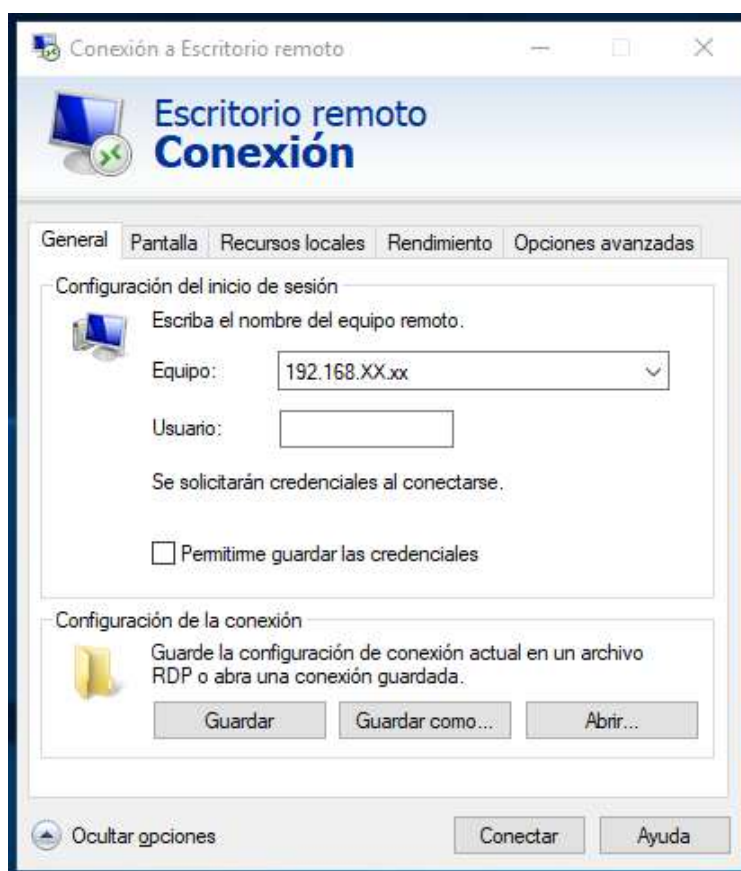 Conexión a Escritorio remoto
Escritorio remoto
Conexión
General Pantalla Recursos locales Rendimiento Opciones avanzadas
Configuración del inicio de sesión
Escriba el nombre del equipo remoto.
Equipo: 192.168.XX.xx
Usuario:
Se solicitarán credenciales al conectarse.
Permitirme guardar las credenciales
Configuración de la conexión
Guarde la configuración de conexión actual en un archivo
RDP o abra una conexión guardada.
Guardar Guardar como... Abrir...
Ocultar opciones Conectar Ayuda